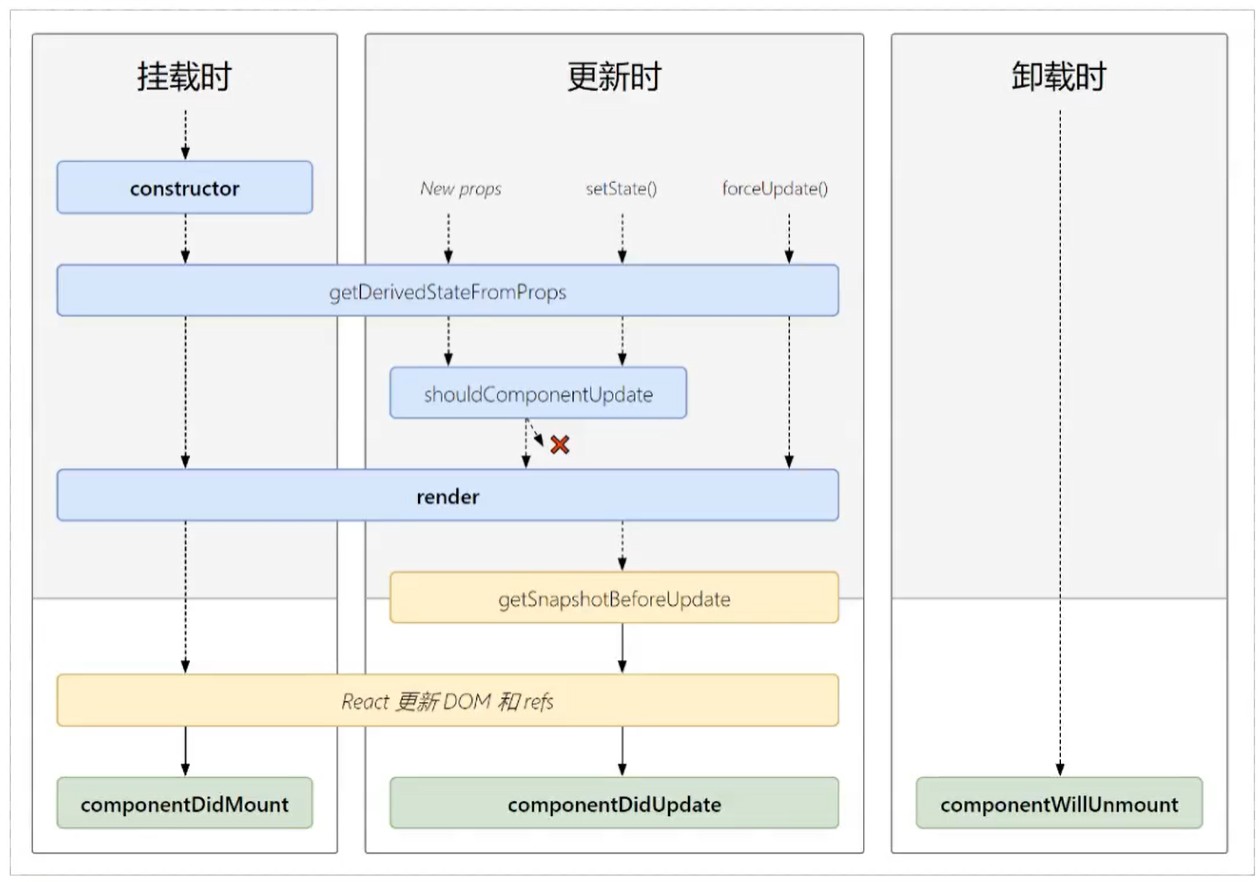 挂载时
更新时
卸载时
constructor
New props
setState()
forceUpdate()
getDerivedStateFromProps
shouldComponentUpdate
render
getSnapshotBeforeUpdate
React 更新 DOM 和 refs
componentDidMount
componentDidUpdate
componentWillUnmount